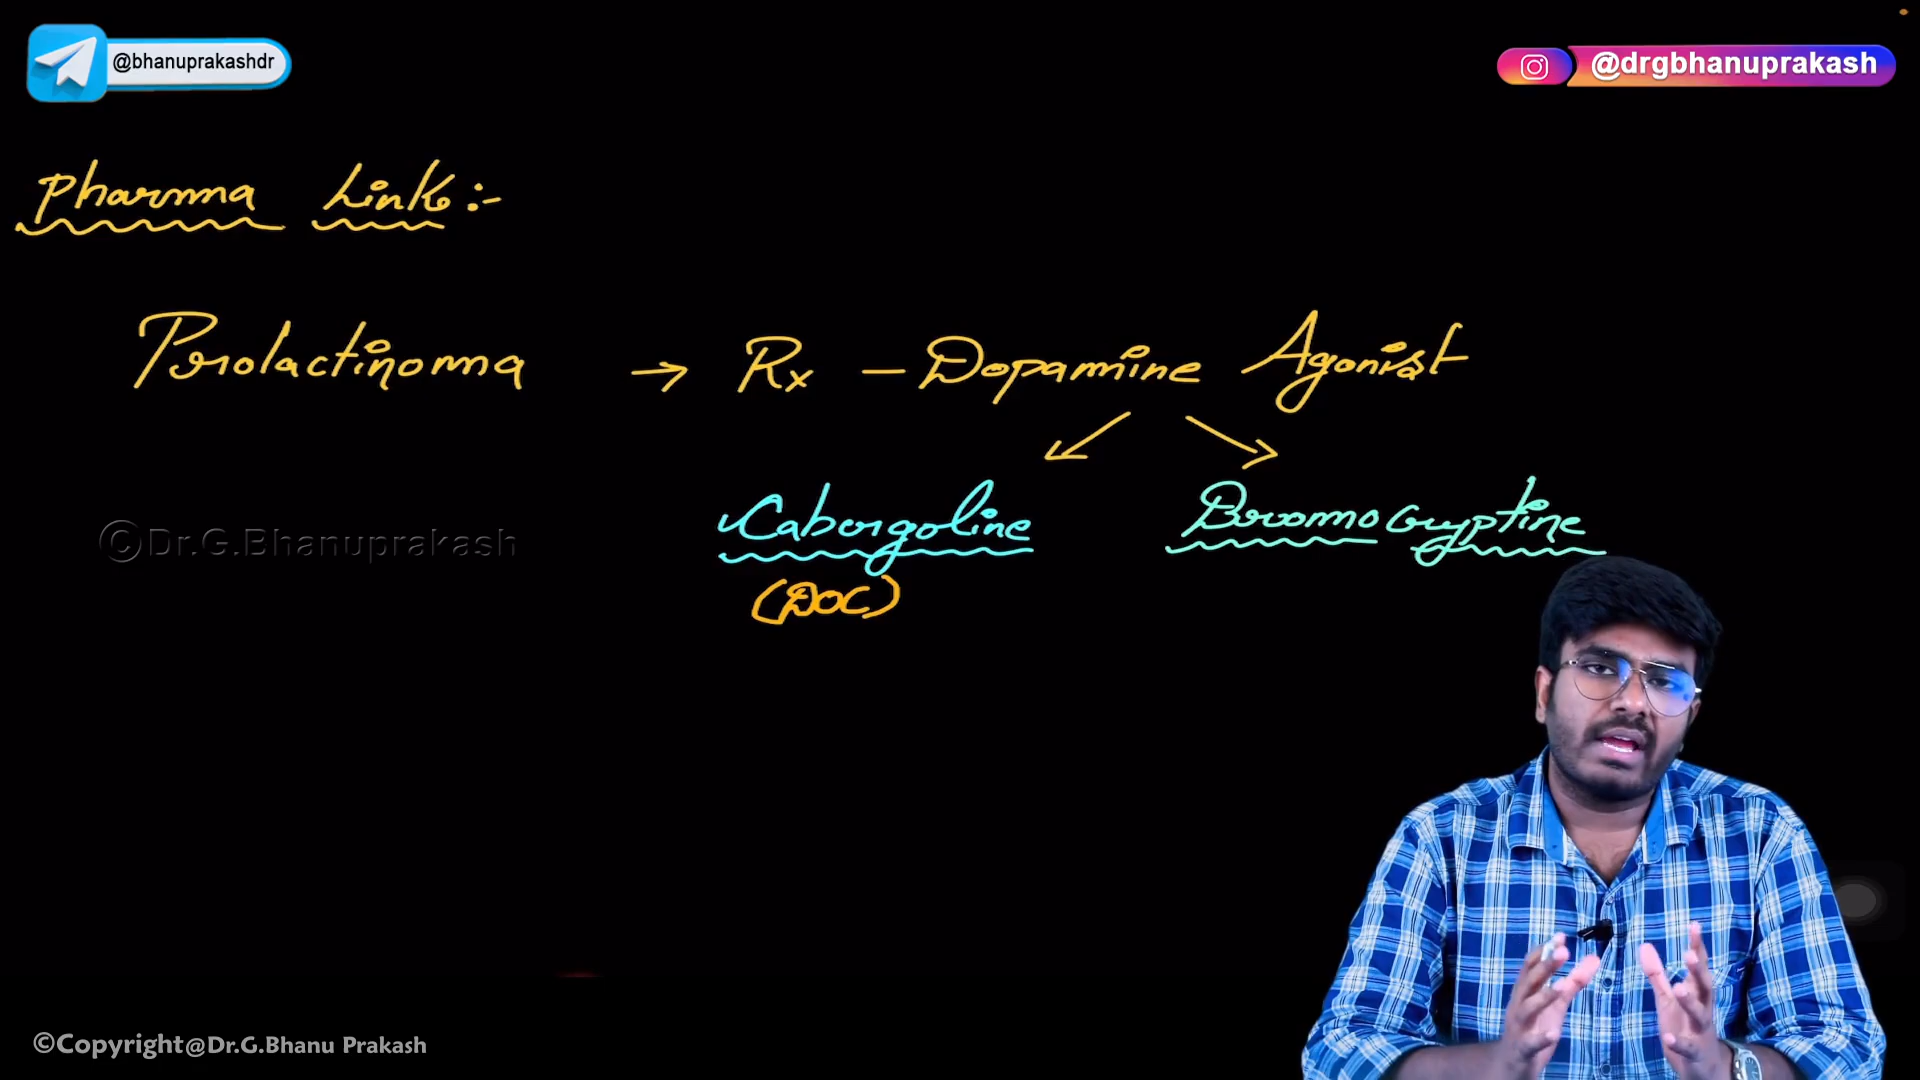 @bhanuprakashdr
@drgbhanuprakash
Pharma Link:-
Prolactinoma → Rx - Dopamine Agonist
Cabergoline
Bromocryptine
(DOC)
©Dr.G.Bhanuprakash
©Copyright@Dr.G.Bhanu Prakash